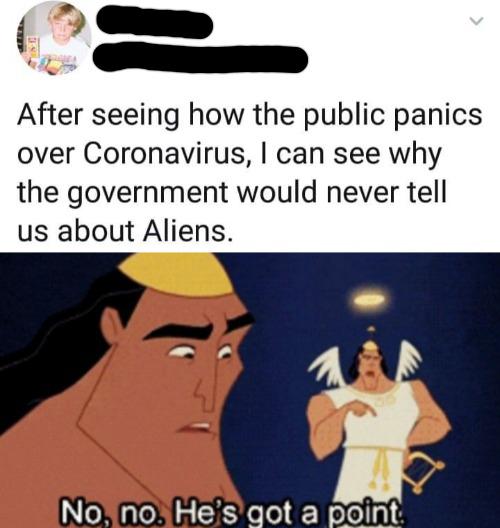 After seeing how the public panics
over Coronavirus, I can see why
the government would never tell
us about Aliens.
No, no. He's got a point.